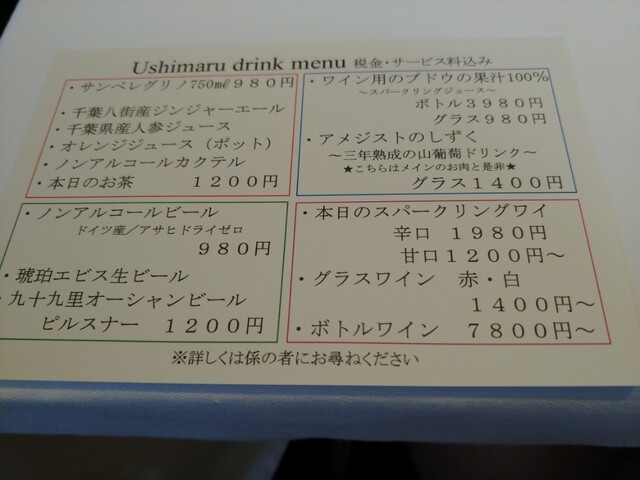 Ushimaru drink menu 税金・サービス料込み
・サンペレグリノ750㎖980円
・千葉八街産ジンジャーエール
・千葉県産人参ジュース
・オレンジジュース（ポット）
・ノンアルコールカクテル
・本日のお茶 1200円
・ワイン用のブドウの果汁100%
～スパークリングジュース～
ボトル3980円
グラス980円
・アメジストのしずく
～三年熟成の山葡萄ドリンク～
★こちらはメインのお肉と是非★
グラス1400円
・ノンアルコールビール
ドイツ産／アサヒドライゼロ
980円
・琥珀エビス生ビール
・九十九里オーシャンビール
ピルスナー 1200円
・本日のスパークリングワイ
辛口 1980円
甘口1200円～
・グラスワイン 赤・白
1400円～
・ボトルワイン 7800円～
※詳しくは係の者にお尋ねください